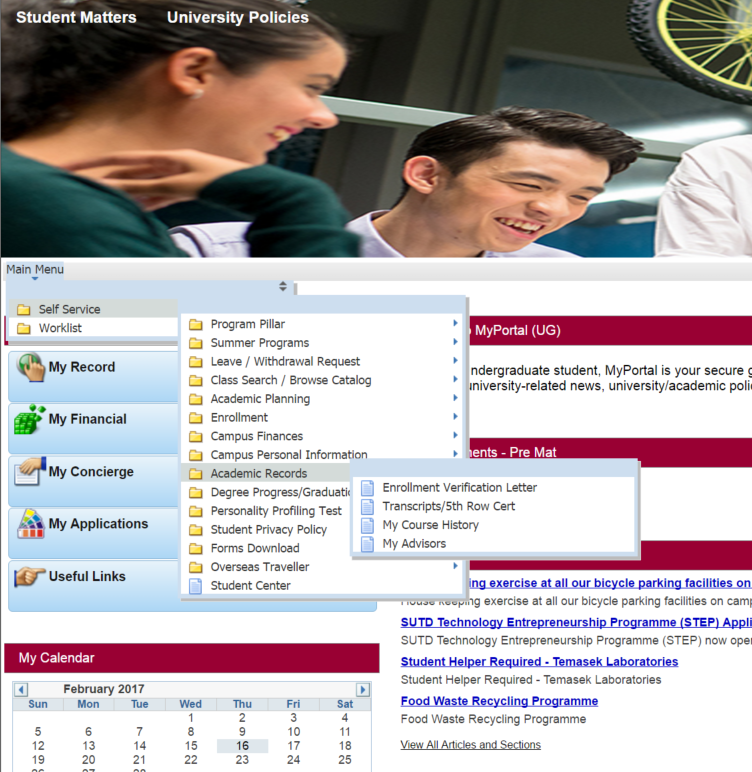 Student Matters University Policies
Main Menu
Self Service
Worklist
Program Pillar
Summer Programs
Leave / Withdrawal Request
Class Search / Browse Catalog
Academic Planning
Enrollment
Campus Finances
Campus Personal Information
Academic Records
Degree Progress/Graduatio
Personality Profiling Test
Student Privacy Policy
Forms Download
Overseas Traveller
Student Center
Enrollment Verification Letter
Transcripts/5th Row Cert
My Course History
My Advisors
My Record
My Financial
My Concierge
My Applications
Useful Links
MyPortal (UG)
ndergraduate student, MyPortal is your secure g
university-related news, university/academic poli
ments - Pre Mat
ing exercise at all our bicycle parking facilities on
House keeping exercise at all our bicycle parking facilities on camp
SUTD Technology Entrepreneurship Programme (STEP) Appli
SUTD Technology Entrepreneurship Programme (STEP) now open
Student Helper Required - Temasek Laboratories
Student Helper Required - Temasek Laboratories
Food Waste Recycling Programme
Food Waste Recycling Programme
View All Articles and Sections
My Calendar
February 2017
Sun Mon Tue Wed Thu Fri Sat
1 2 3 4
5 6 7 8 9 10 11
12 13 14 15 16 17 18
19 20 21 22 23 24 25
26 27 28